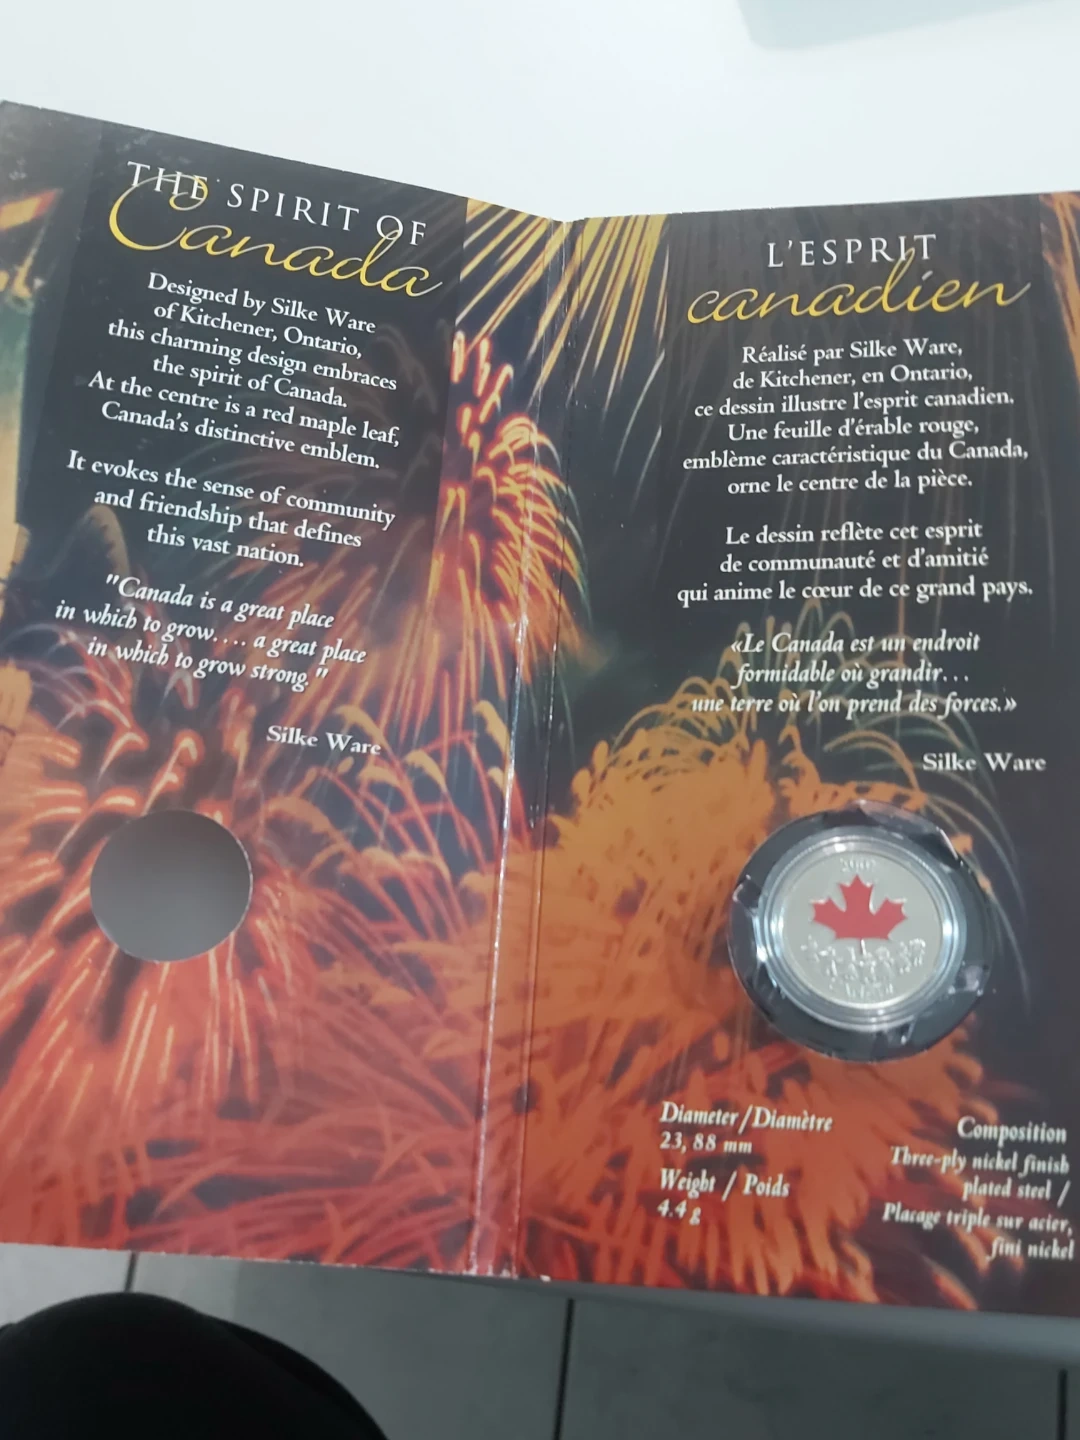 THE SPIRIT OF
Canada
Designed by Silke Ware
of Kitchener, Ontario,
this charming design embraces
the spirit of Canada.
At the centre is a red maple leaf,
Canada's distinctive emblem.
It evokes the sense of community
and friendship that defines
this vast nation.
"Canada is a great place
in which to grow.... a great place
in which to grow strong."
Silke Ware
L'ESPRIT
canadien
Réalisé par Silke Ware,
de Kitchener, en Ontario,
ce dessin illustre l'esprit canadien.
Une feuille d'érable rouge,
emblème caractéristique du Canada,
orne le centre de la pièce.
Le dessin reflète cet esprit
de communauté et d'amitié
qui anime le cœur de ce grand pays.
«Le Canada est un endroit
formidable où grandir...
une terre où l'on prend des forces.»
Silke Ware
Diameter/Diamètre
23, 88 mm
Weight / Poids
4.4 g
Composition
Three-ply nickel finish
plated steel /
Placage triple sur acier,
fini nickel